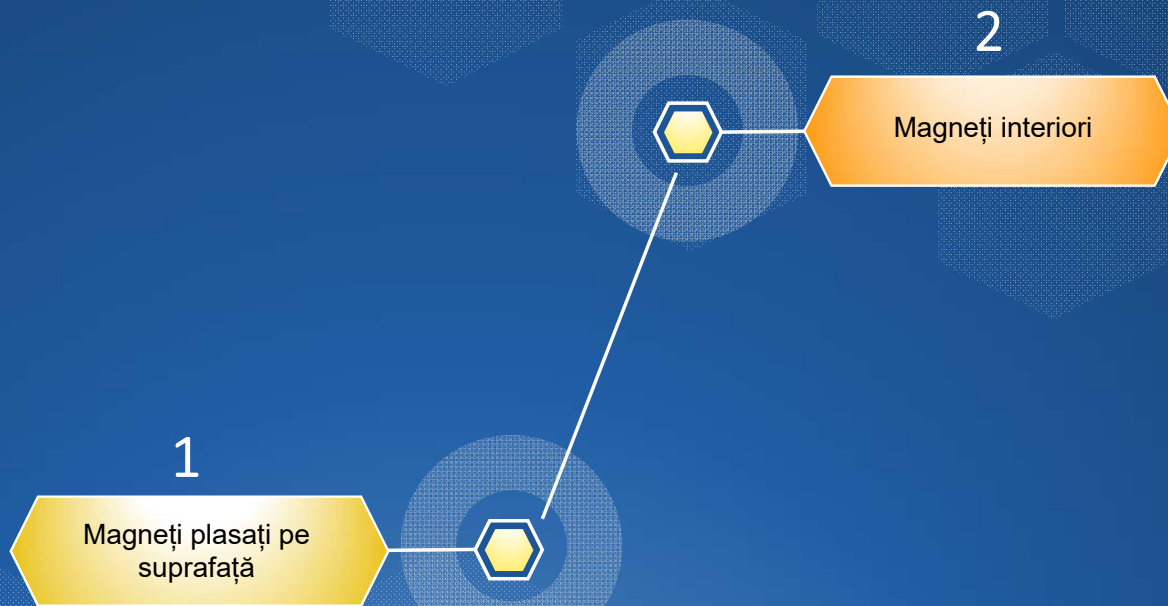 2
Magneți interiori
1
Magneți plasați pe
suprafață